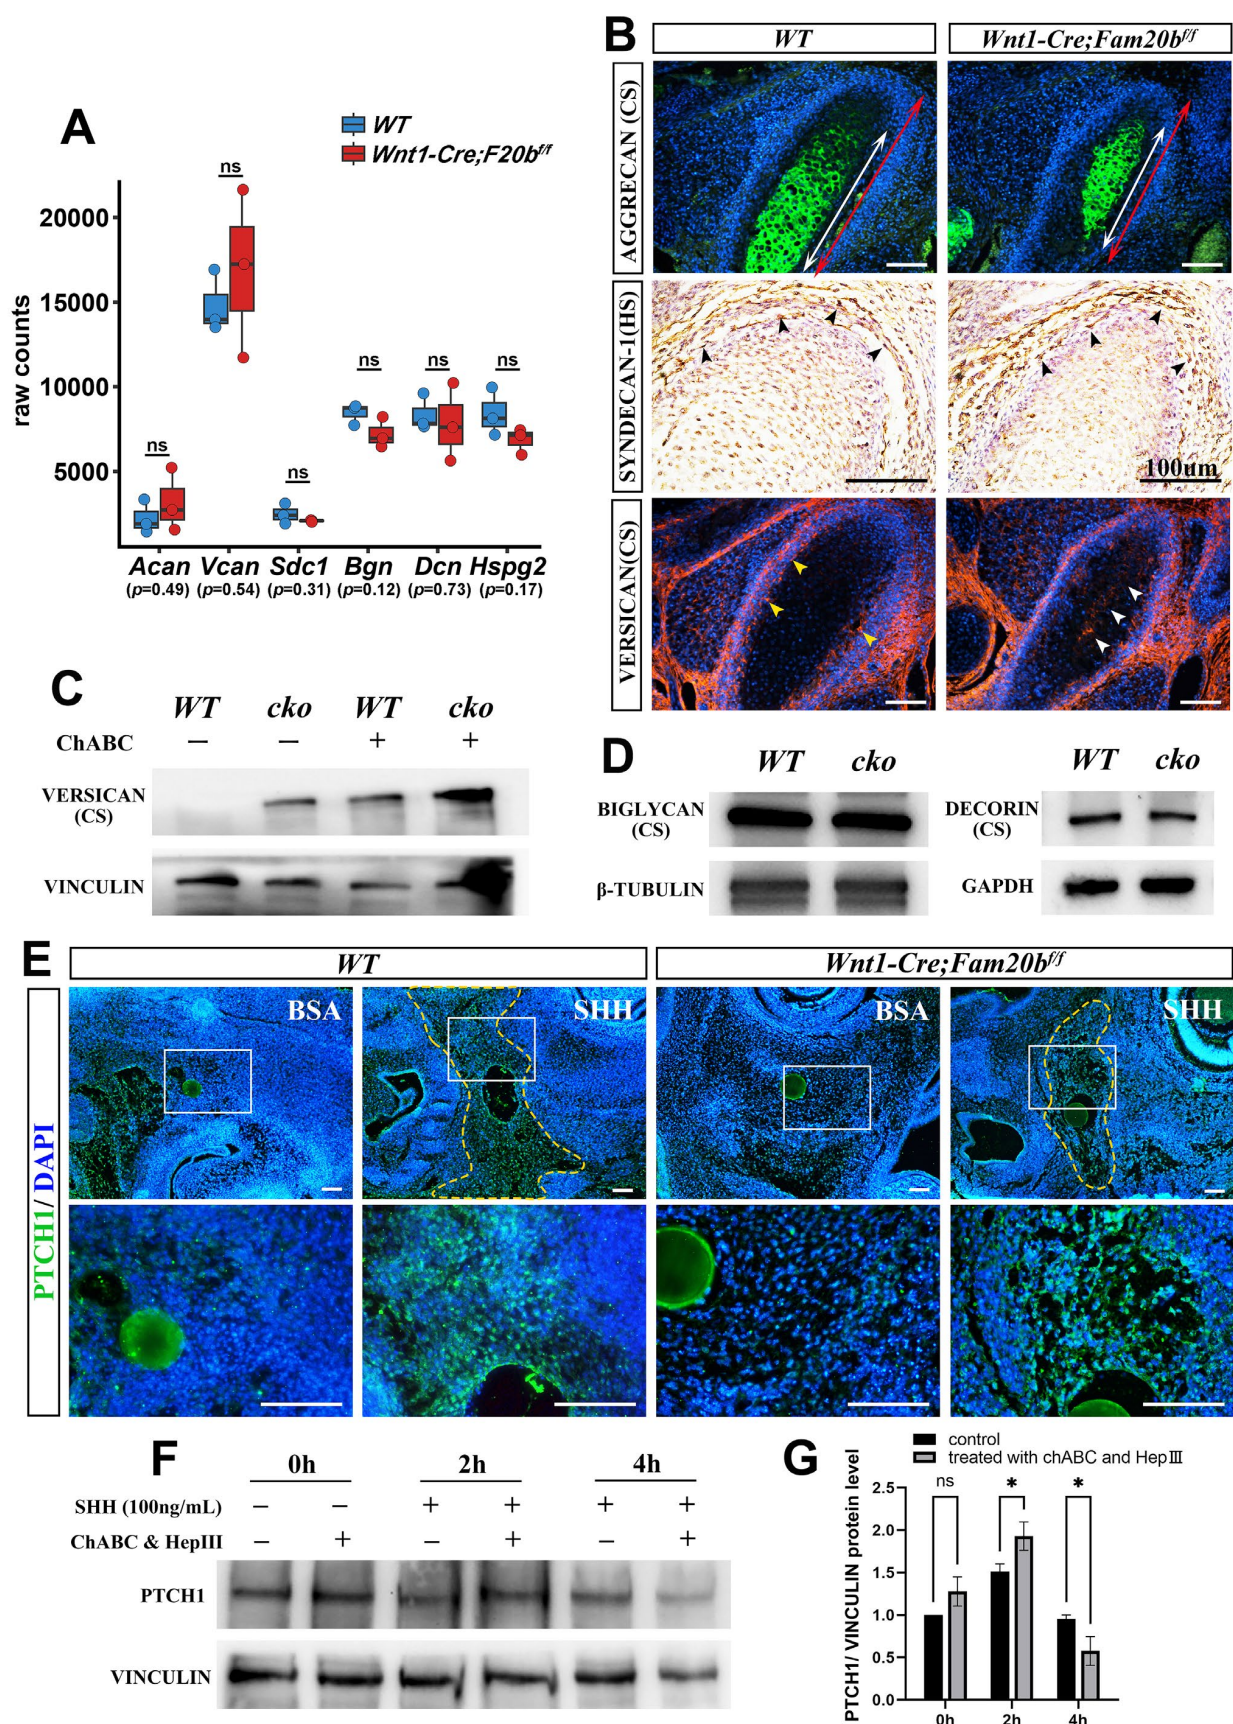 A
WT
Wnt1-Cre;F20b^f/f
raw counts
20000
15000
10000
5000
ns
ns
ns
ns
ns
ns
Acan Vcan Sdc1 Bgn Dcn Hspg2
(p=0.49) (p=0.54) (p=0.31) (p=0.12) (p=0.73) (p=0.17)
B
WT
Wnt1-Cre;Fam20b^f/f
AGGRECAN (CS)
SYNDECAN-1(HS)
100um
VERSICAN(CS)
C
WT cko WT cko
ChABC − − + +
VERSICAN
(CS)
VINCULIN
D
WT cko
BIGLYCAN
(CS)
β-TUBULIN
WT cko
DECORIN
(CS)
GAPDH
E
WT
Wnt1-Cre;Fam20b^f/f
PTCH1/ DAPI
BSA
SHH
BSA
SHH
F
0h 2h 4h
SHH (100ng/mL) − − + + + +
ChABC & HepIII − + − + − +
PTCH1
VINCULIN
G
control
treated with chABC and HepⅢ
PTCH1/ VINCULIN protein level
2.5
2.0
1.5
1.0
0.5
0.0
ns
*
*
0h 2h 4h